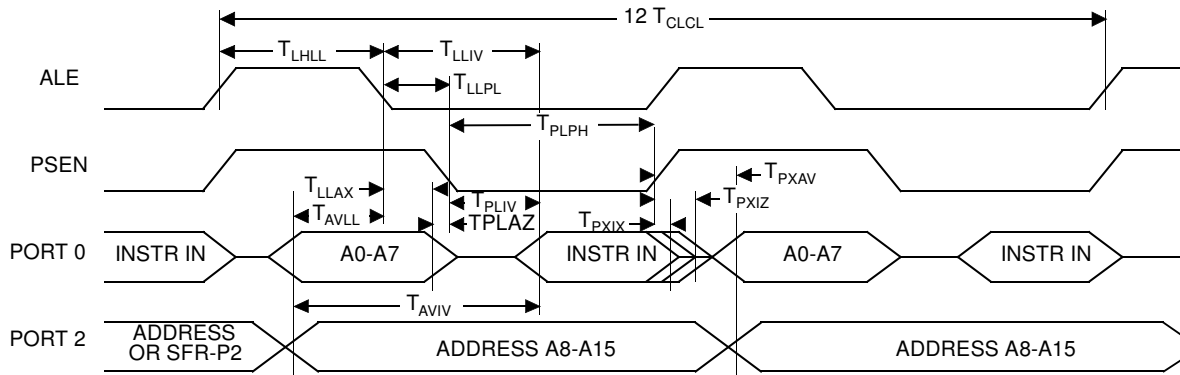 12 TCLCL
TLHLL TLLIV
ALE
TLLPL
TPLPH
PSEN
TLLAX TPXAV
TPLIV TPXIZ
TAVLL TPLAZ TPXIX
PORT 0 INSTR IN A0-A7 INSTR IN A0-A7 INSTR IN
TAVIV
PORT 2 ADDRESS
OR SFR-P2 ADDRESS A8-A15 ADDRESS A8-A15